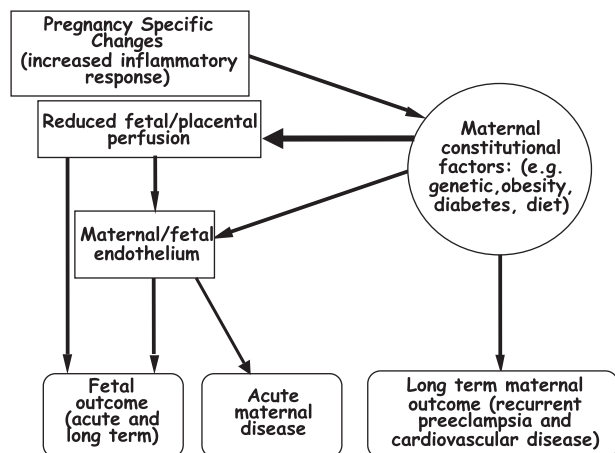 Pregnancy Specific
Changes
(increased inflammatory
response)
Reduced fetal/placental
perfusion
Maternal
constitutional
factors: (e.g.
genetic,obesity,
diabetes, diet)
Maternal/fetal
endothelium
Fetal
outcome
(acute and
long term)
Acute
maternal
disease
Long term maternal
outcome (recurrent
preeclampsia and
cardiovascular disease)